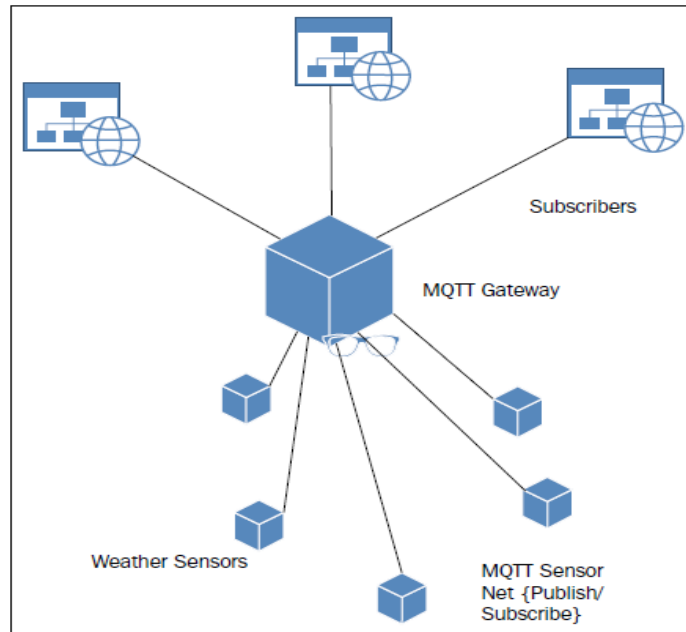 Subscribers
MQTT Gateway
Weather Sensors
MQTT Sensor
Net {Publish/
Subscribe}